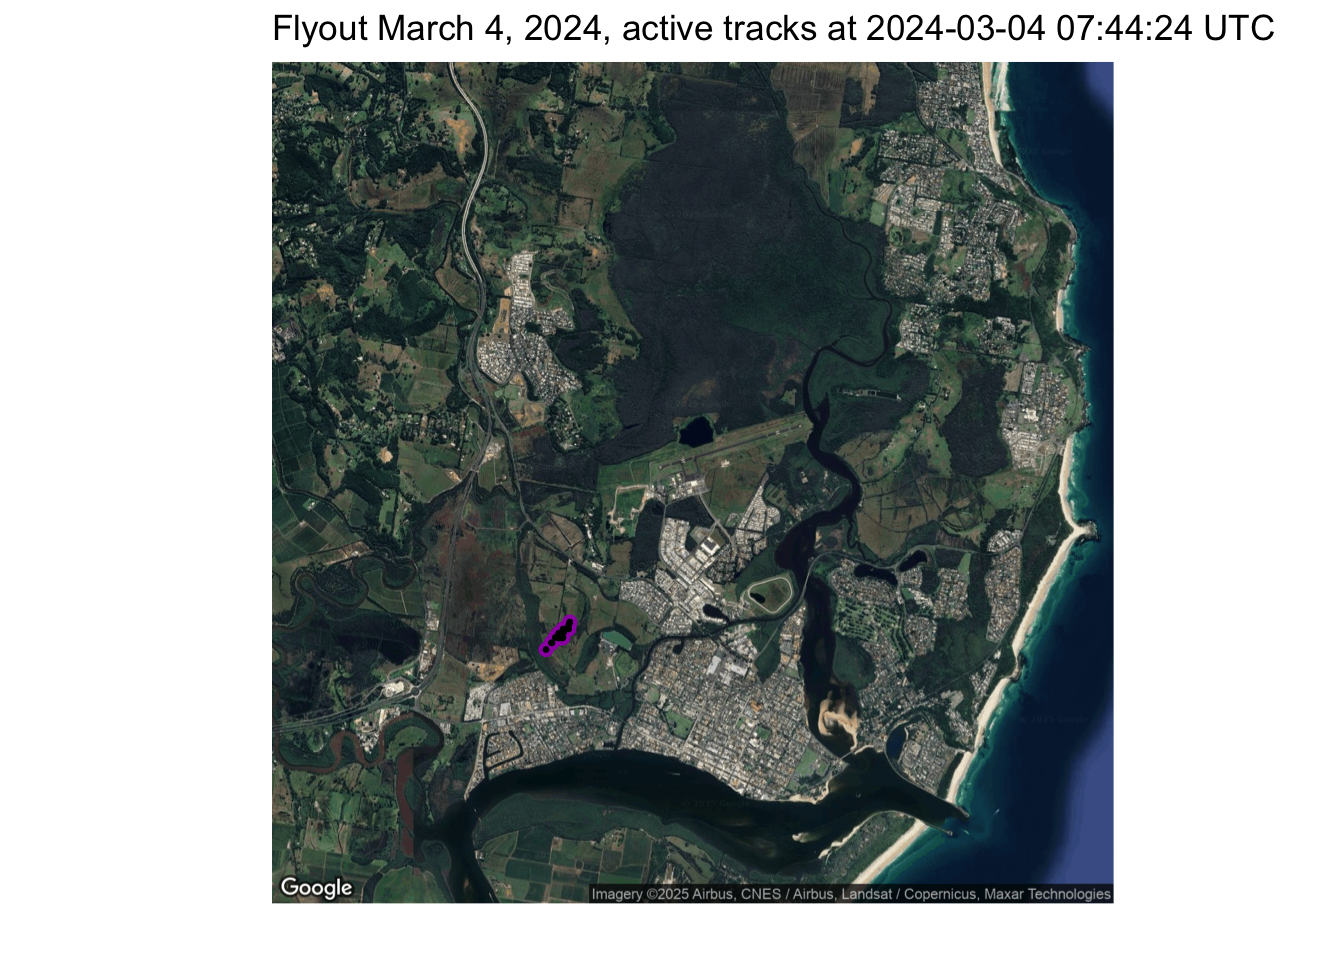 Flyout March 4, 2024, active tracks at 2024-03-04 07:44:24 UTC
Google
Imagery ©2025 Airbus, CNES / Airbus, Landsat / Copernicus, Maxar Technologies